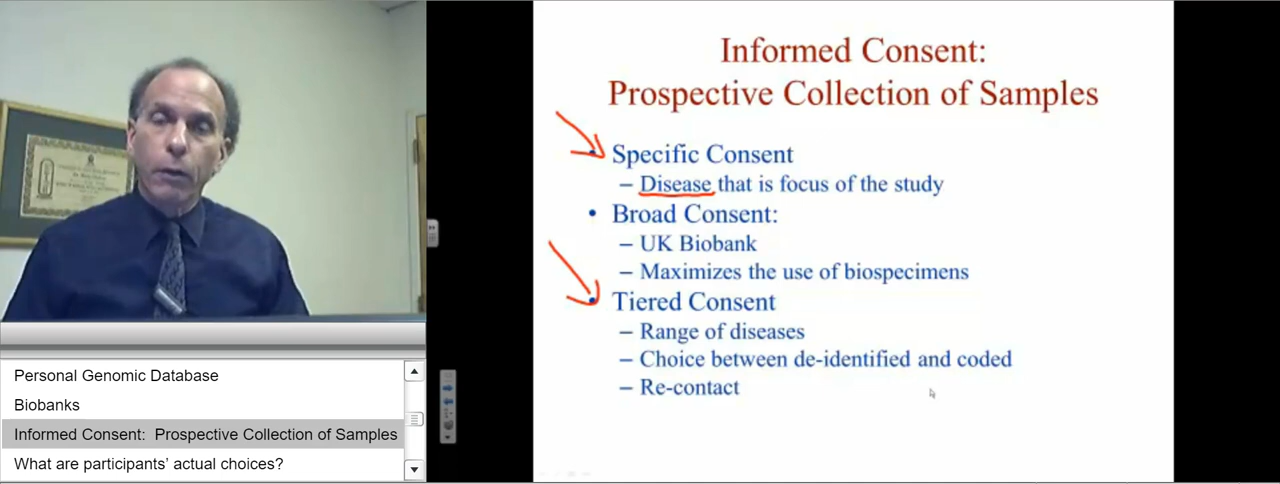 Informed Consent:
Prospective Collection of Samples
• Specific Consent
– Disease that is focus of the study
• Broad Consent:
– UK Biobank
– Maximizes the use of biospecimens
• Tiered Consent
– Range of diseases
– Choice between de-identified and coded
– Re-contact
Personal Genomic Database
Biobanks
Informed Consent:  Prospective Collection of Samples
What are participants' actual choices?